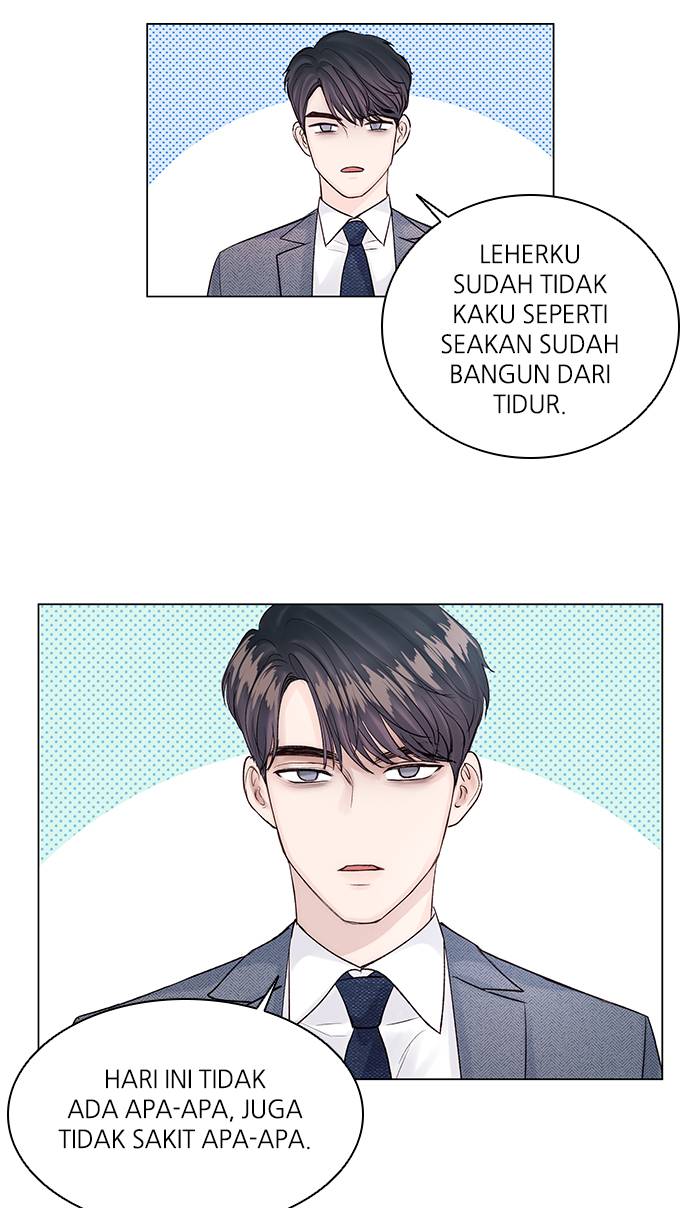 LEHERKU
SUDAH TIDAK
KAKU SEPERTI
SEAKAN SUDAH
BANGUN DARI
TIDUR.
HARI INI TIDAK
ADA APA-APA, JUGA
TIDAK SAKIT APA-APA.